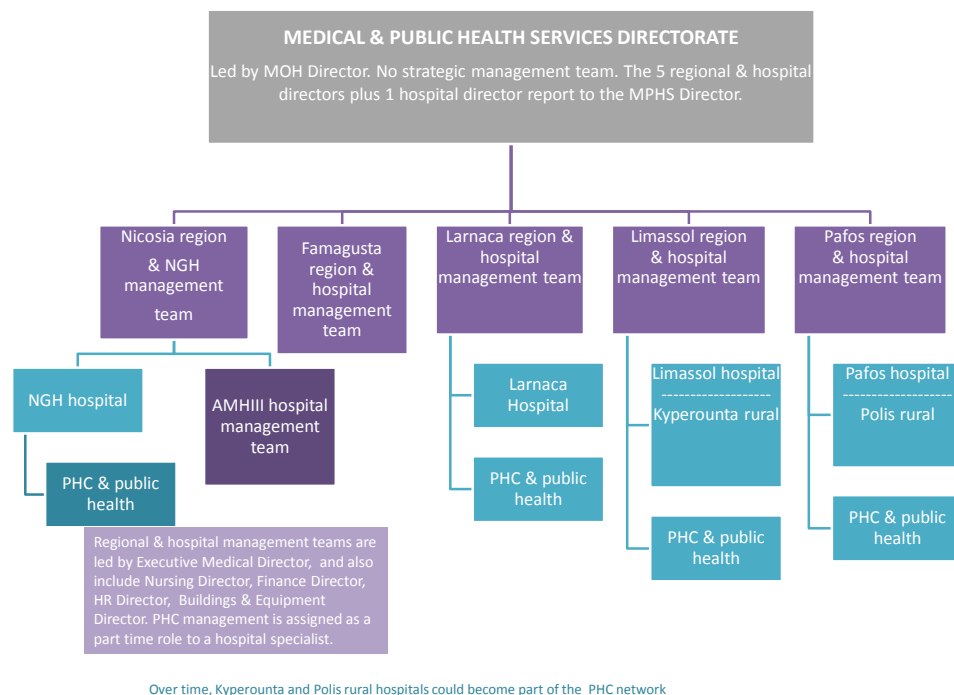 MEDICAL & PUBLIC HEALTH SERVICES DIRECTORATE
Led by MOH Director. No strategic management team. The 5 regional & hospital
directors plus 1 hospital director report to the MPHS Director.
Nicosia region
& NGH
management
team
Famagusta
region &
hospital
management
team
Larnaca region &
hospital
management team
Limassol region
& hospital
management team
Pafos region
& hospital
management team
NGH hospital
AMHIII hospital
management
team
Larnaca
Hospital
Limassol hospital
-------------------
Kyperounta rural
Pafos hospital
-------------------
Polis rural
PHC & public
health
PHC & public
health
PHC & public
health
PHC & public
health
Regional & hospital management teams are
led by Executive Medical Director, and also
include Nursing Director, Finance Director,
HR Director, Buildings & Equipment
Director. PHC management is assigned as a
part time role to a hospital specialist.
Over time, Kyperounta and Polis rural hospitals could become part of the PHC network